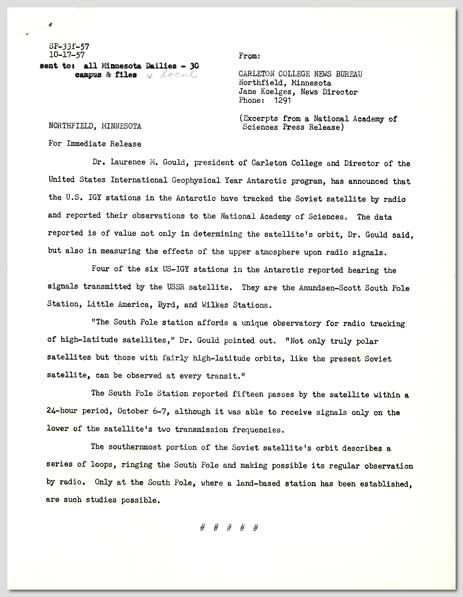 SP-33f-57
10-17-57
sent to: all Minnesota Dailies - 30
campus & files & local
From:
CARLETON COLLEGE NEWS BUREAU
Northfield, Minnesota
Jane Koelges, News Director
Phone: 1291
(Excerpts from a National Academy of
Sciences Press Release)
NORTHFIELD, MINNESOTA
For Immediate Release
Dr. Laurence M. Gould, president of Carleton College and Director of the
United States International Geophysical Year Antarctic program, has announced that
the U.S. IGY stations in the Antarctic have tracked the Soviet satellite by radio
and reported their observations to the National Academy of Sciences. The data
reported is of value not only in determining the satellite's orbit, Dr. Gould said,
but also in measuring the effects of the upper atmosphere upon radio signals.
Four of the six US-IGY stations in the Antarctic reported hearing the
signals transmitted by the USSR satellite. They are the Amundsen-Scott South Pole
Station, Little America, Byrd, and Wilkes Stations.
"The South Pole station affords a unique observatory for radio tracking
of high-latitude satellites," Dr. Gould pointed out. "Not only truly polar
satellites but those with fairly high-latitude orbits, like the present Soviet
satellite, can be observed at every transit."
The South Pole Station reported fifteen passes by the satellite within a
24-hour period, October 6-7, although it was able to receive signals only on the
lower of the satellite's two transmission frequencies.
The southernmost portion of the Soviet satellite's orbit describes a
series of loops, ringing the South Pole and making possible its regular observation
by radio. Only at the South Pole, where a land-based station has been established,
are such studies possible.
# # # # #